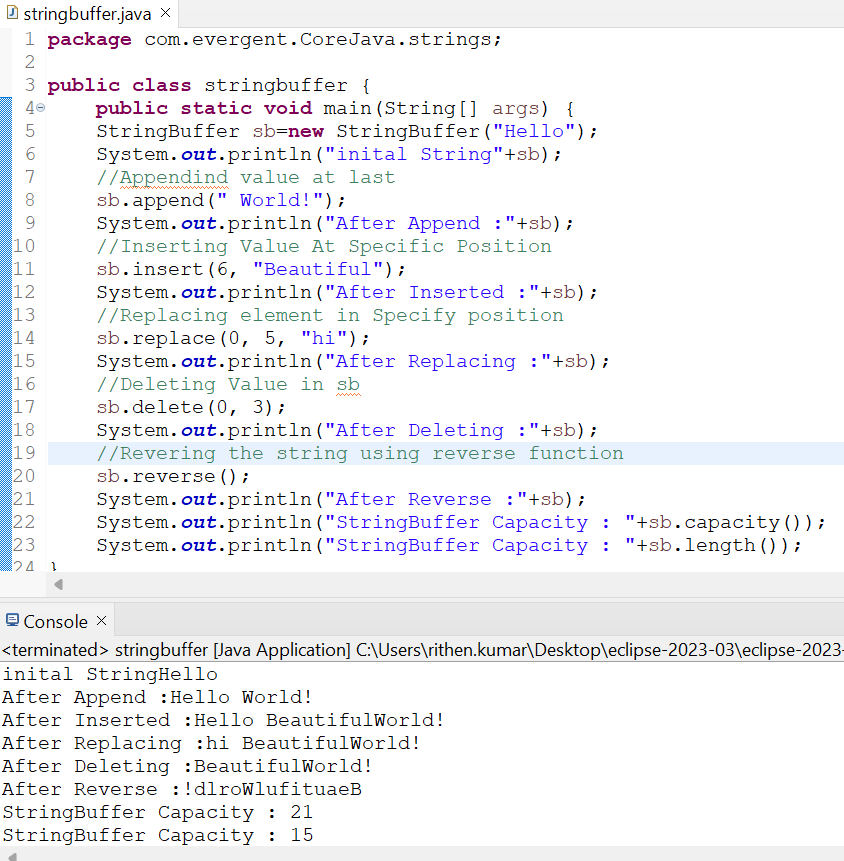 stringbuffer.java
1 package com.evergent.CoreJava.strings;
2
3 public class stringbuffer {
4 public static void main(String[] args) {
5 StringBuffer sb=new StringBuffer("Hello");
6 System.out.println("inital String"+sb);
7 //Appendind value at last
8 sb.append(" World!");
9 System.out.println("After Append :"+sb);
10 //Inserting Value At Specific Position
11 sb.insert(6, "Beautiful");
12 System.out.println("After Inserted :"+sb);
13 //Replacing element in Specify position
14 sb.replace(0, 5, "hi");
15 System.out.println("After Replacing :"+sb);
16 //Deleting Value in sb
17 sb.delete(0, 3);
18 System.out.println("After Deleting :"+sb);
19 //Revering the string using reverse function
20 sb.reverse();
21 System.out.println("After Reverse :"+sb);
22 System.out.println("StringBuffer Capacity : "+sb.capacity());
23 System.out.println("StringBuffer Capacity : "+sb.length());
24 }
Console
<terminated> stringbuffer [Java Application] C:\Users\rithen.kumar\Desktop\eclipse-2023-03\eclipse-2023-
inital StringHello
After Append :Hello World!
After Inserted :Hello BeautifulWorld!
After Replacing :hi BeautifulWorld!
After Deleting :BeautifulWorld!
After Reverse :!dlroWlufituaeB
StringBuffer Capacity : 21
StringBuffer Capacity : 15